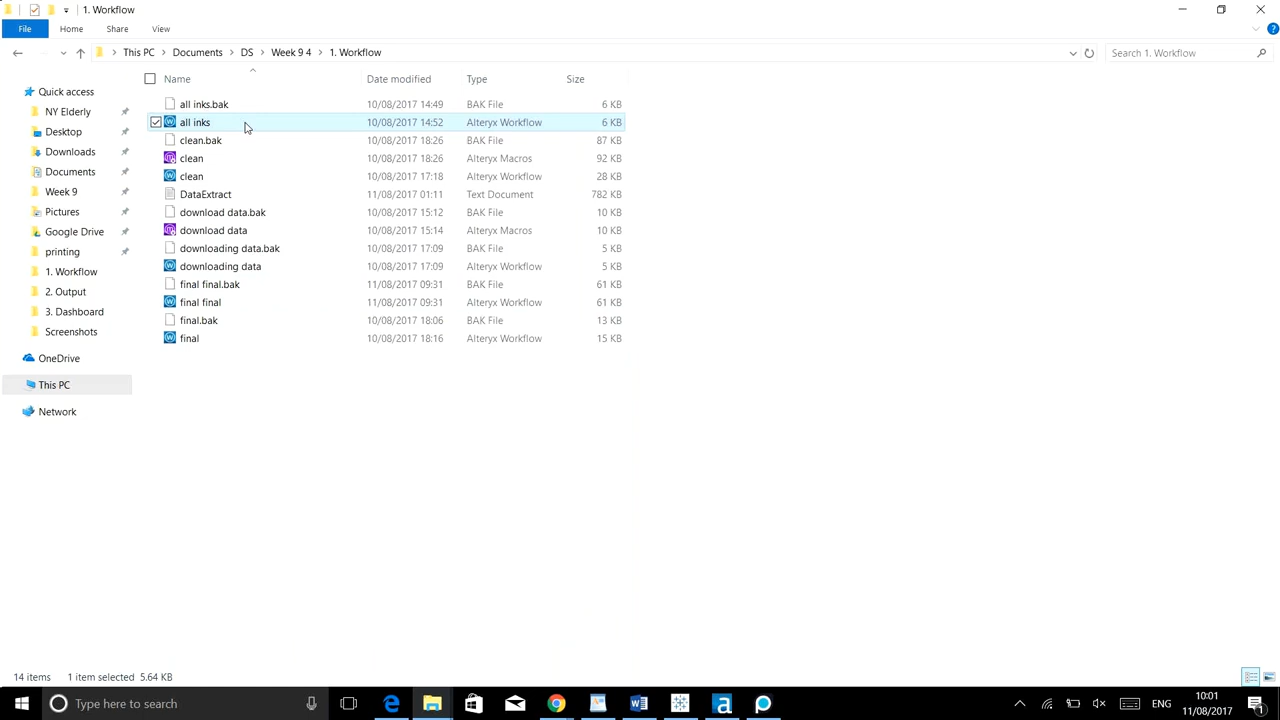 1. Workflow
File Home Share View
This PC Documents DS Week 9 4 1. Workflow Search 1. Workflow
Name Date modified Type Size
Quick access
NY Elderly
Desktop
Downloads
Documents
Week 9
Pictures
Google Drive
printing
1. Workflow
2. Output
3. Dashboard
Screenshots
OneDrive
This PC
Network
all inks.bak 10/08/2017 14:49 BAK File 6 KB
all inks 10/08/2017 14:52 Alteryx Workflow 6 KB
clean.bak 10/08/2017 18:26 BAK File 87 KB
clean 10/08/2017 18:26 Alteryx Macros 92 KB
clean 10/08/2017 17:18 Alteryx Workflow 28 KB
DataExtract 11/08/2017 01:11 Text Document 782 KB
download data.bak 10/08/2017 15:12 BAK File 10 KB
download data 10/08/2017 15:14 Alteryx Macros 10 KB
downloading data.bak 10/08/2017 17:09 BAK File 5 KB
downloading data 10/08/2017 17:09 Alteryx Workflow 5 KB
final final.bak 11/08/2017 09:31 BAK File 61 KB
final final 11/08/2017 09:31 Alteryx Workflow 61 KB
final.bak 10/08/2017 18:06 BAK File 13 KB
final 10/08/2017 18:16 Alteryx Workflow 15 KB
14 items 1 item selected 5.64 KB
Type here to search
ENG
10:01
11/08/2017